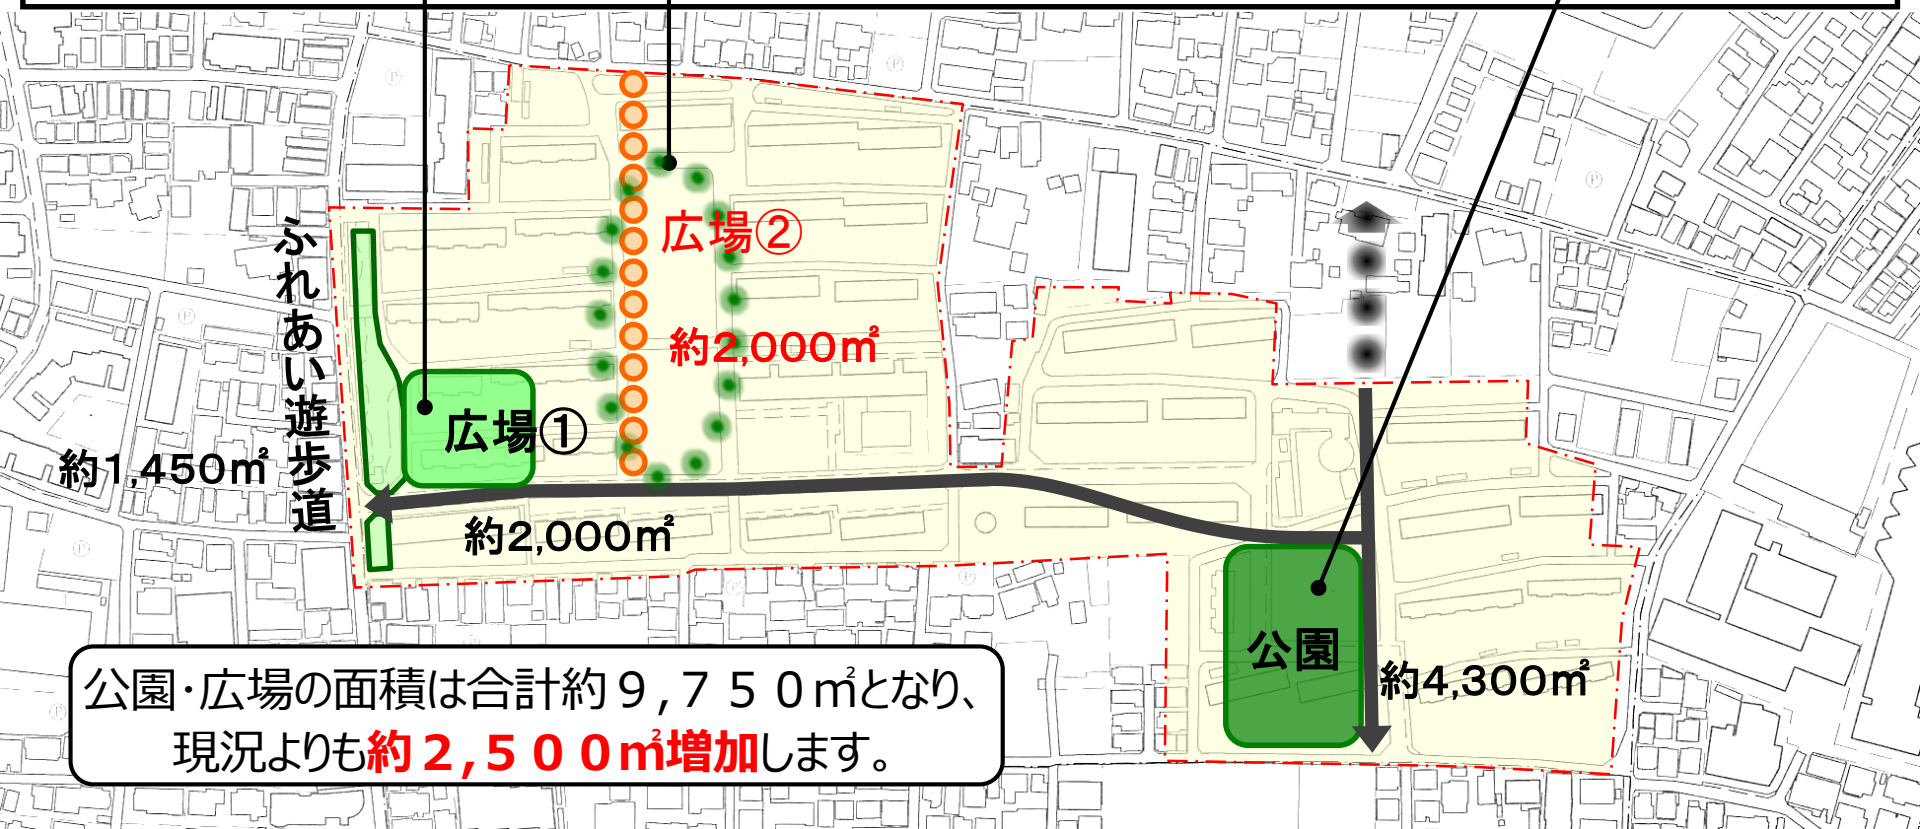 広場②
約2,000㎡
ふれあい遊歩道
広場①
約1,450㎡
約2,000㎡
公園
約4,300㎡
公園・広場の面積は合計約９,７５０㎡となり、
現況よりも約２,５００㎡増加します。
Ⓟ
Ⓟ
Ⓟ
Ⓟ
Ⓟ
Ⓟ
Ⓟ
Ⓟ